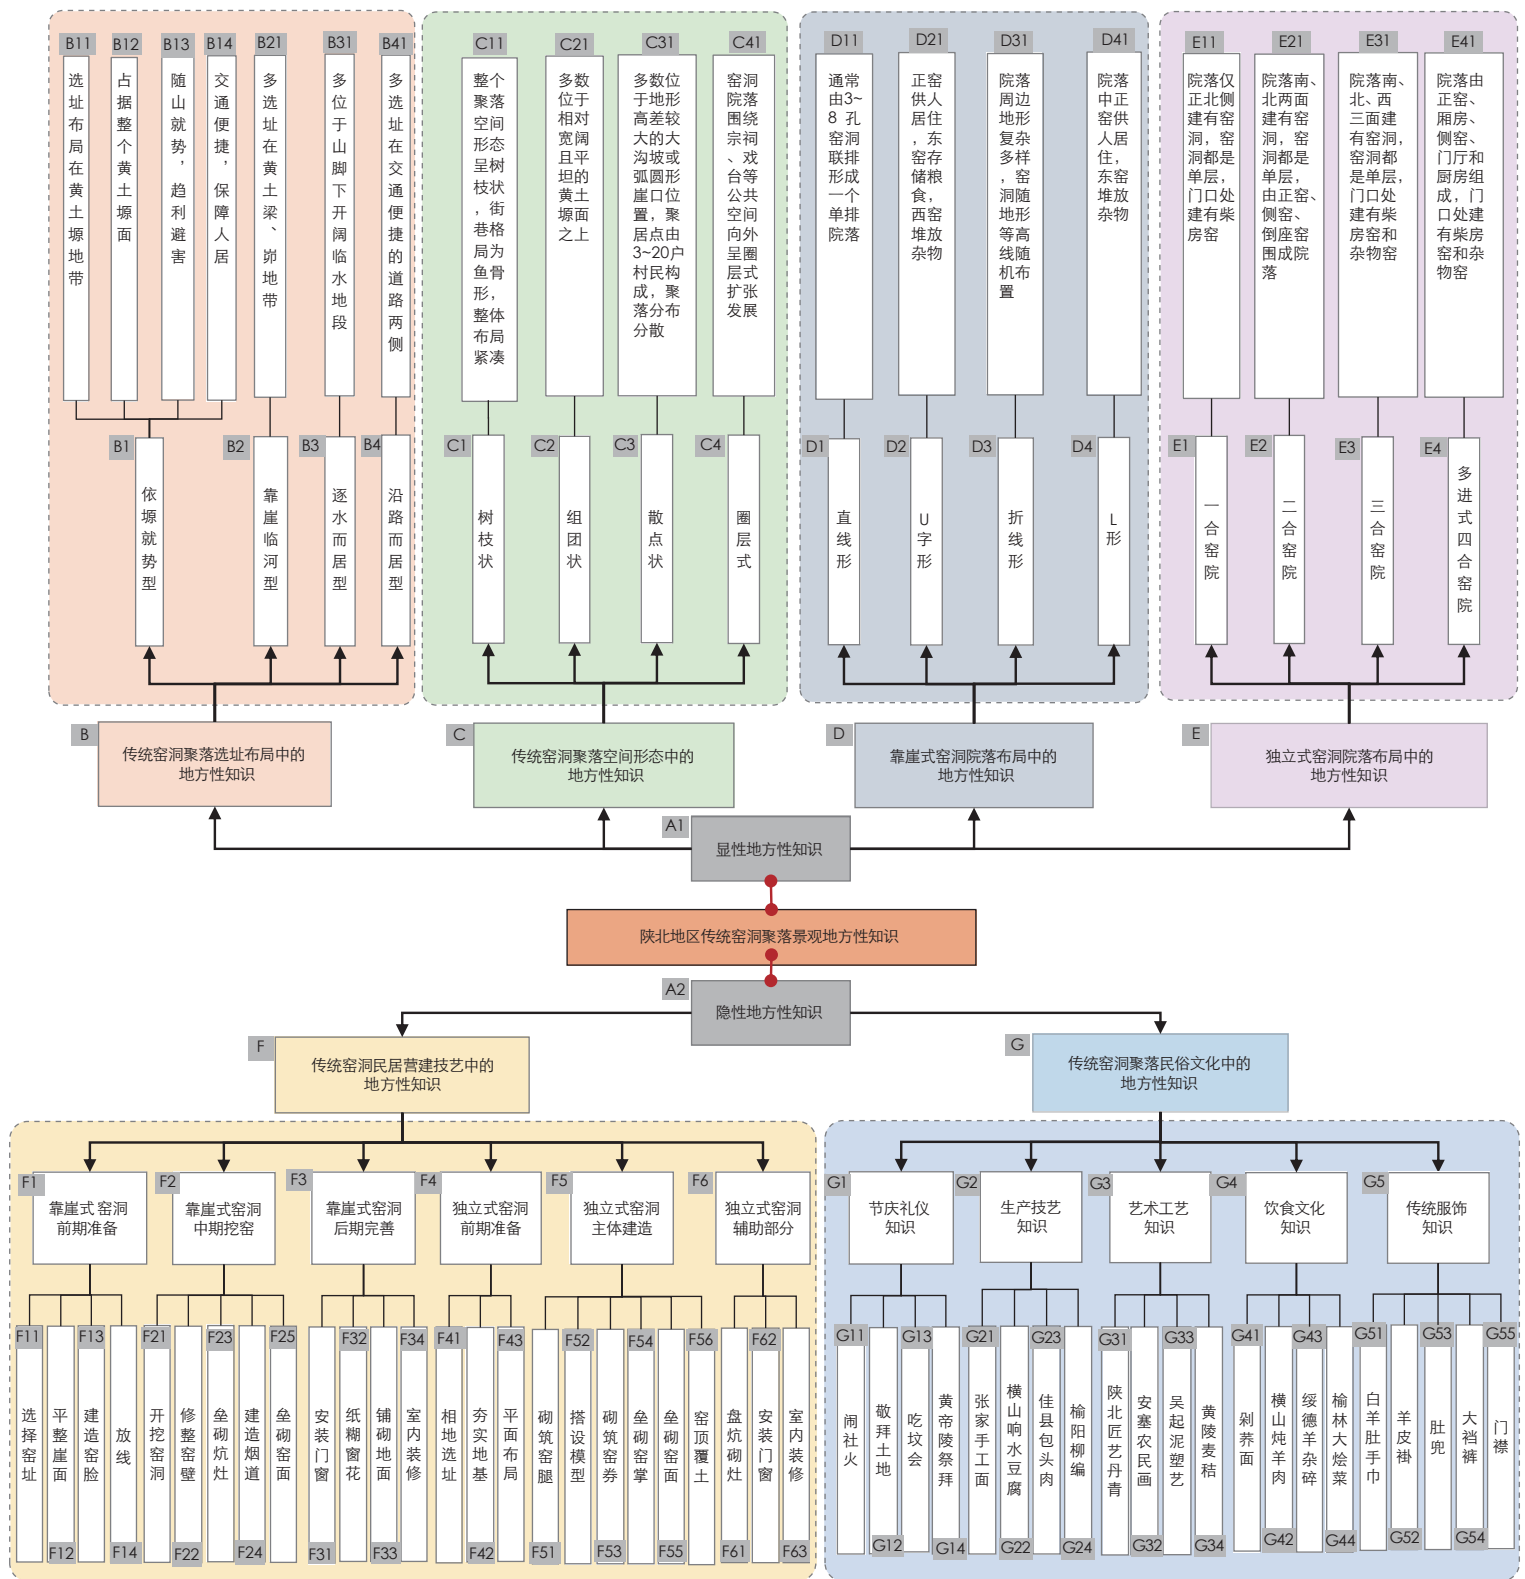 B11
B12
B13
B14
B21
B31
B41
选址布局在黄土塬地带
占据整个黄土塬面
随山就势，趋利避害
交通便捷，保障人居
多选址在黄土梁、峁地带
多位于山脚下开阔临水地段
多选址在交通便捷的道路两侧
B1
B2
B3
B4
依塬就势型
靠崖临河型
逐水而居型
沿路而居型
C11
C21
C31
C41
整个
聚落
空间
形态
呈树
枝状
，街
巷格
局为
鱼骨
形，
整体
布局
紧凑
多数
位于
相对
宽阔
且平
坦的
黄土
塬面
之上
多数位
于地形
高差较
大的大
沟坡或
弧圆形
崖口位
置，聚
居点由
3~20户
村民构
成，聚
落分布
分散
窑洞
院落
围绕
宗祠
、戏
台等
公共
空间
向外
呈圈
层式
扩张
发展
C1
C2
C3
C4
树枝状
组团状
散点状
圈层式
D11
D21
D31
D41
通常
由3~
8 孔
窑洞
联排
形成
一个
单排
院落
正窑
供人
居住
，东
窑存
储粮
食，
西窑
堆放
杂物
院落
周边
地形
复杂
多样
，窑
洞随
地形
等高
线随
机布
置
院落
中正
窑供
人居
住，
东窑
堆放
杂物
D1
D2
D3
D4
直线形
U字形
折线形
L形
E11
E21
E31
E41
院落仅
正北侧
建有窑
洞，窑
洞都是
单层，
门口处
建有柴
房窑
院落南、
北两面
建有窑
洞，窑
洞都是
单层，
由正窑、
侧窑、
倒座窑
围成院
落
院落南、
北、西
三面建
有窑洞，
窑洞都
是单层，
门口处
建有柴
房窑和
杂物窑
院落由
正窑、
厢房、
侧窑、
门厅和
厨房组
成，门
口处建
有柴房
窑和杂
物窑
E1
E2
E3
E4
一合窑院
二合窑院
三合窑院
多进式四合窑院
B
传统窑洞聚落选址布局中的
地方性知识
C
传统窑洞聚落空间形态中的
地方性知识
D
靠崖式窑洞院落布局中的
地方性知识
E
独立式窑洞院落布局中的
地方性知识
A1
显性地方性知识
陕北地区传统窑洞聚落景观地方性知识
A2
隐性地方性知识
F
传统窑洞民居营建技艺中的
地方性知识
G
传统窑洞聚落民俗文化中的
地方性知识
F1
靠崖式 窑洞
前期准备
F2
靠崖式窑洞
中期挖窑
F3
靠崖式窑洞
后期完善
F4
独立式窑洞
前期准备
F5
独立式窑洞
主体建造
F6
独立式窑洞
辅助部分
G1
节庆礼仪
知识
G2
生产技艺
知识
G3
艺术工艺
知识
G4
饮食文化
知识
G5
传统服饰
知识
F11
选择窑址
F12
平整崖面
F13
建造窑脸
F14
放线
F21
开挖窑洞
F22
修整窑壁
F23
垒砌炕灶
F24
建造烟道
F25
垒砌窑面
F31
安装门窗
F32
纸糊窗花
F33
铺砌地面
F34
室内装修
F41
相地选址
F42
夯实地基
F43
平面布局
F51
砌筑窑腿
F52
搭设模型
F53
砌筑窑券
F54
垒砌窑掌
F55
垒砌窑面
F56
窑顶覆土
F61
盘炕砌灶
F62
安装门窗
F63
室内装修
G11
闹社火
G12
敬拜土地
G13
吃坟会
G14
黄帝陵祭拜
G21
张家手工面
G22
横山响水豆腐
G23
佳县包头肉
G24
榆阳柳编
G31
陕北匠艺丹青
G32
安塞农民画
G33
吴起泥塑艺
G34
黄陵麦秸
G41
剁荞面
G42
横山炖羊肉
G43
绥德羊杂碎
G44
榆林大烩菜
G51
白羊肚手巾
G52
羊皮褂
G53
肚兜
G54
大裆裤
G55
门襟